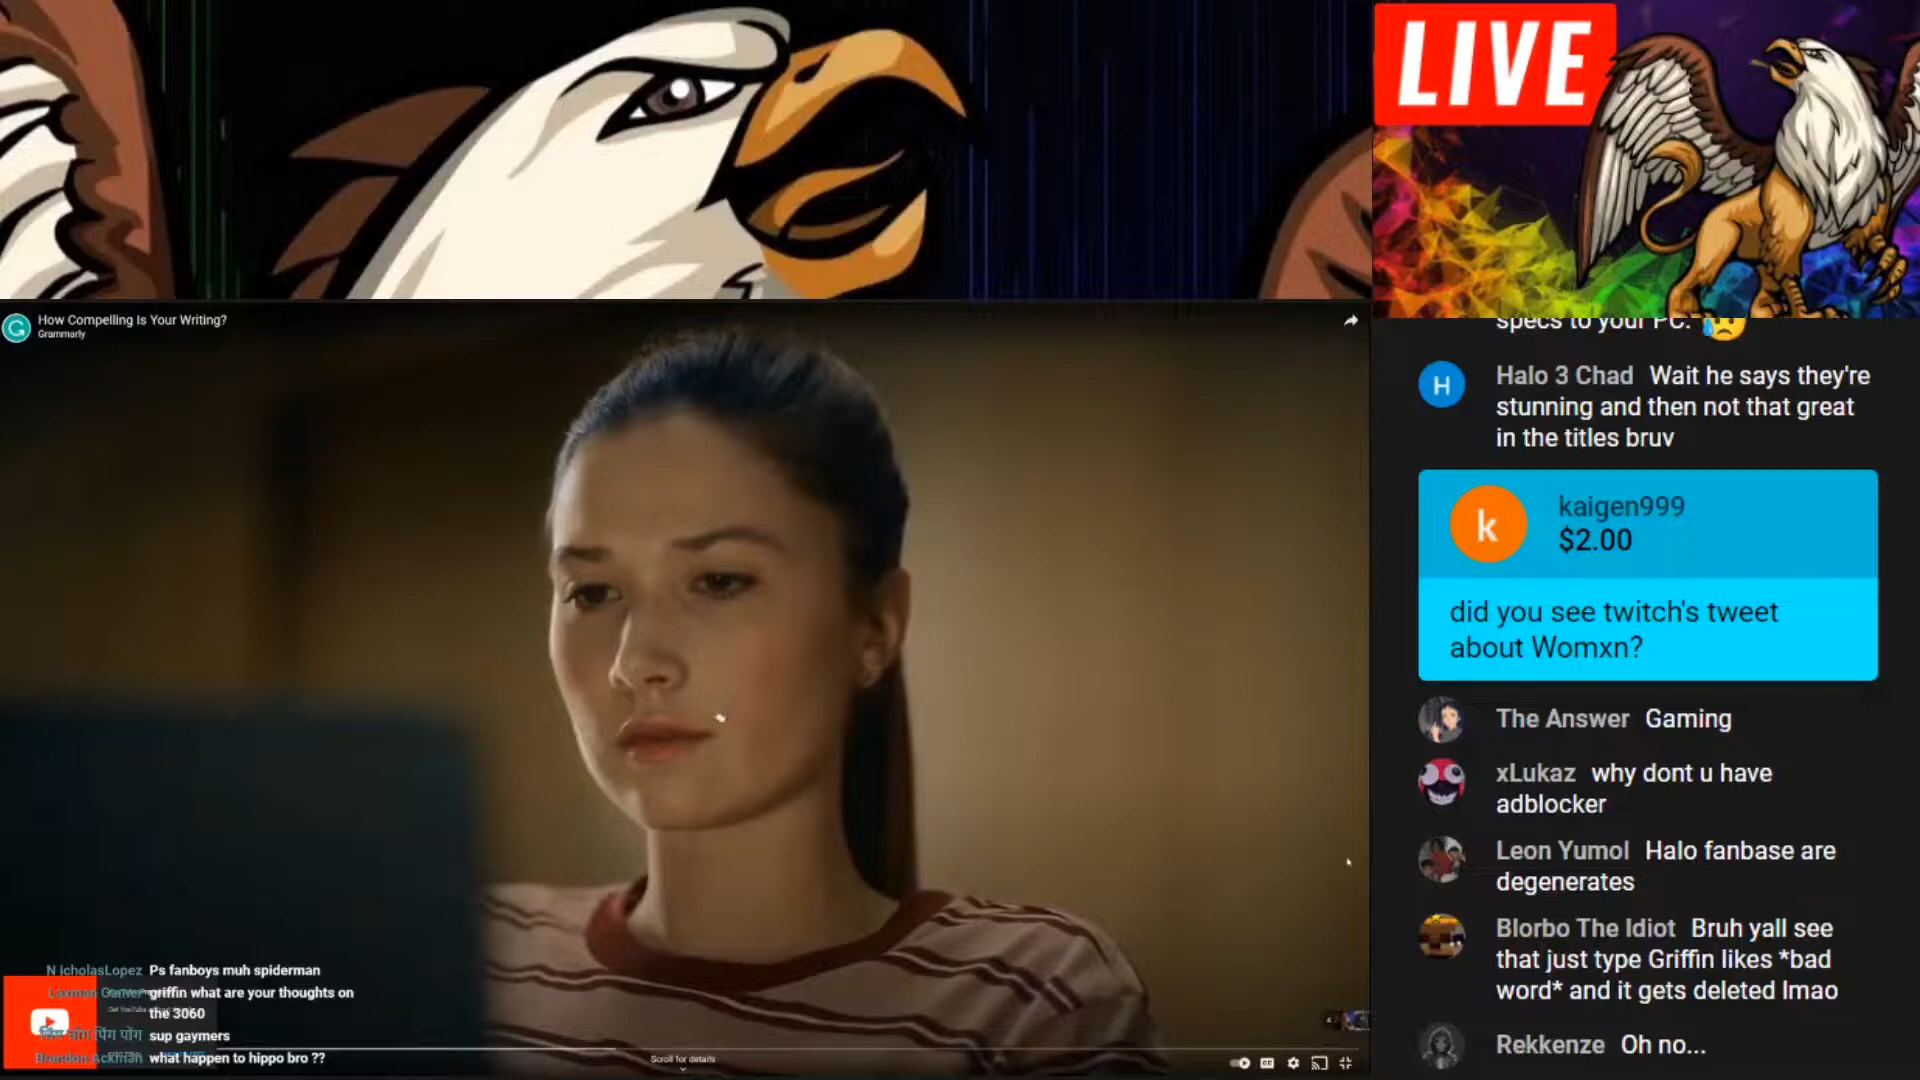 LIVE
How Compelling Is Your Writing?
Grammarly
specs to your PC.
H
Halo 3 Chad Wait he says they're
stunning and then not that great
in the titles bruv
k
kaigen999
$2.00
did you see twitch's tweet
about Womxn?
The Answer Gaming
xLukaz why dont u have
adblocker
Leon Yumol Halo fanbase are
degenerates
Blorbo The Idiot Bruh yall see
that just type Griffin likes *bad
word* and it gets deleted lmao
Rekkenze Oh no...
N icholasLopez Ps fanboys muh spiderman
Laxman Gamer griffin what are your thoughts on
the 3060
पिंग पोंग sup gaymers
Brandon Ackman what happen to hippo bro ??
Scroll for details